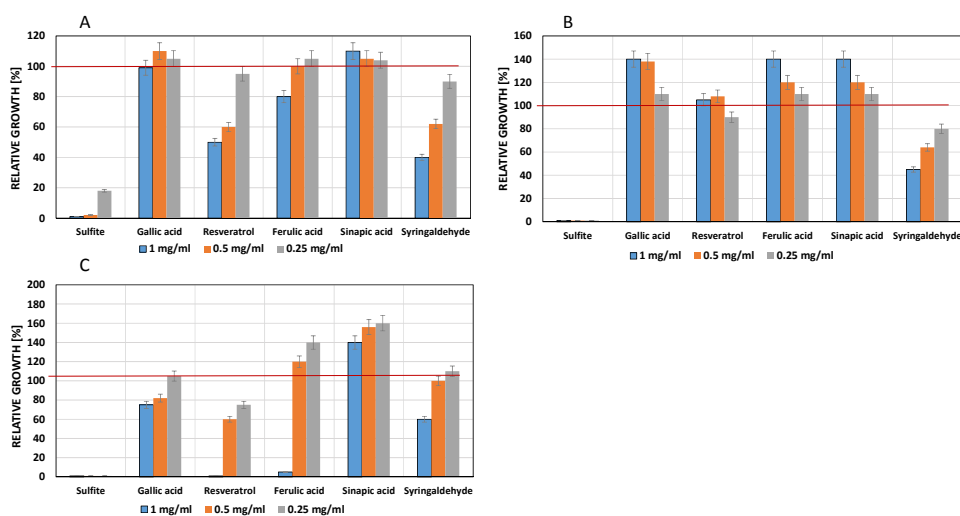 A
RELATIVE GROWTH [%]
120
100
80
60
40
20
0
Sulfite Gallic acid Resveratrol Ferulic acid Sinapic acid Syringaldehyde
1 mg/ml 0.5 mg/ml 0.25 mg/ml
B
RELATIVE GROWTH [%]
160
140
120
100
80
60
40
20
0
Sulfite Gallic acid Resveratrol Ferulic acid Sinapic acid Syringaldehyde
1 mg/ml 0.5 mg/ml 0.25 mg/ml
C
RELATIVE GROWTH [%]
200
180
160
140
120
100
80
60
40
20
0
Sulfite Gallic acid Resveratrol Ferulic acid Sinapic acid Syringaldehyde
1 mg/ml 0.5 mg/ml 0.25 mg/ml